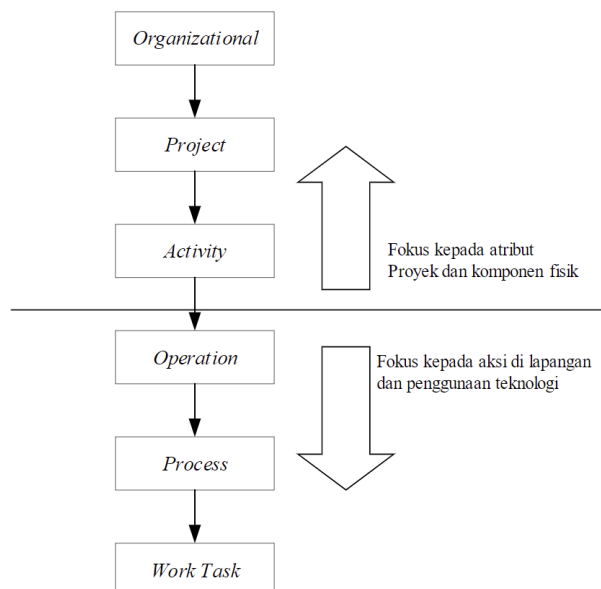 Organizational
Project
Activity
Fokus kepada atribut
Proyek dan komponen fisik
Operation
Fokus kepada aksi di lapangan
dan penggunaan teknologi
Process
Work Task